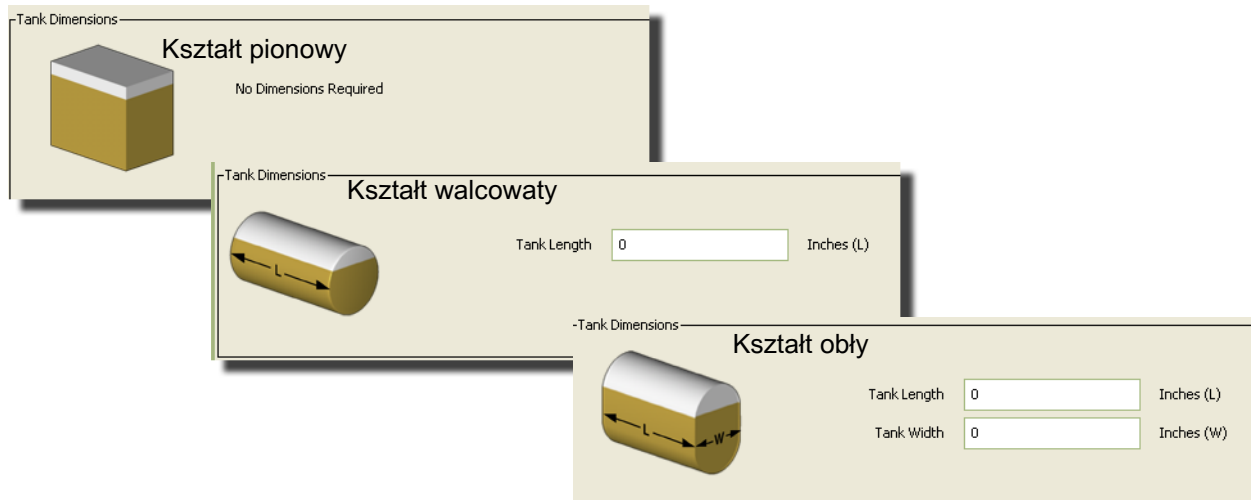 Tank Dimensions
Kształt pionowy
No Dimensions Required
Tank Dimensions
Kształt walcowaty
Tank Length 0 Inches (L)
L
Tank Dimensions
Kształt obły
Tank Length 0 Inches (L)
L W
Tank Width 0 Inches (W)